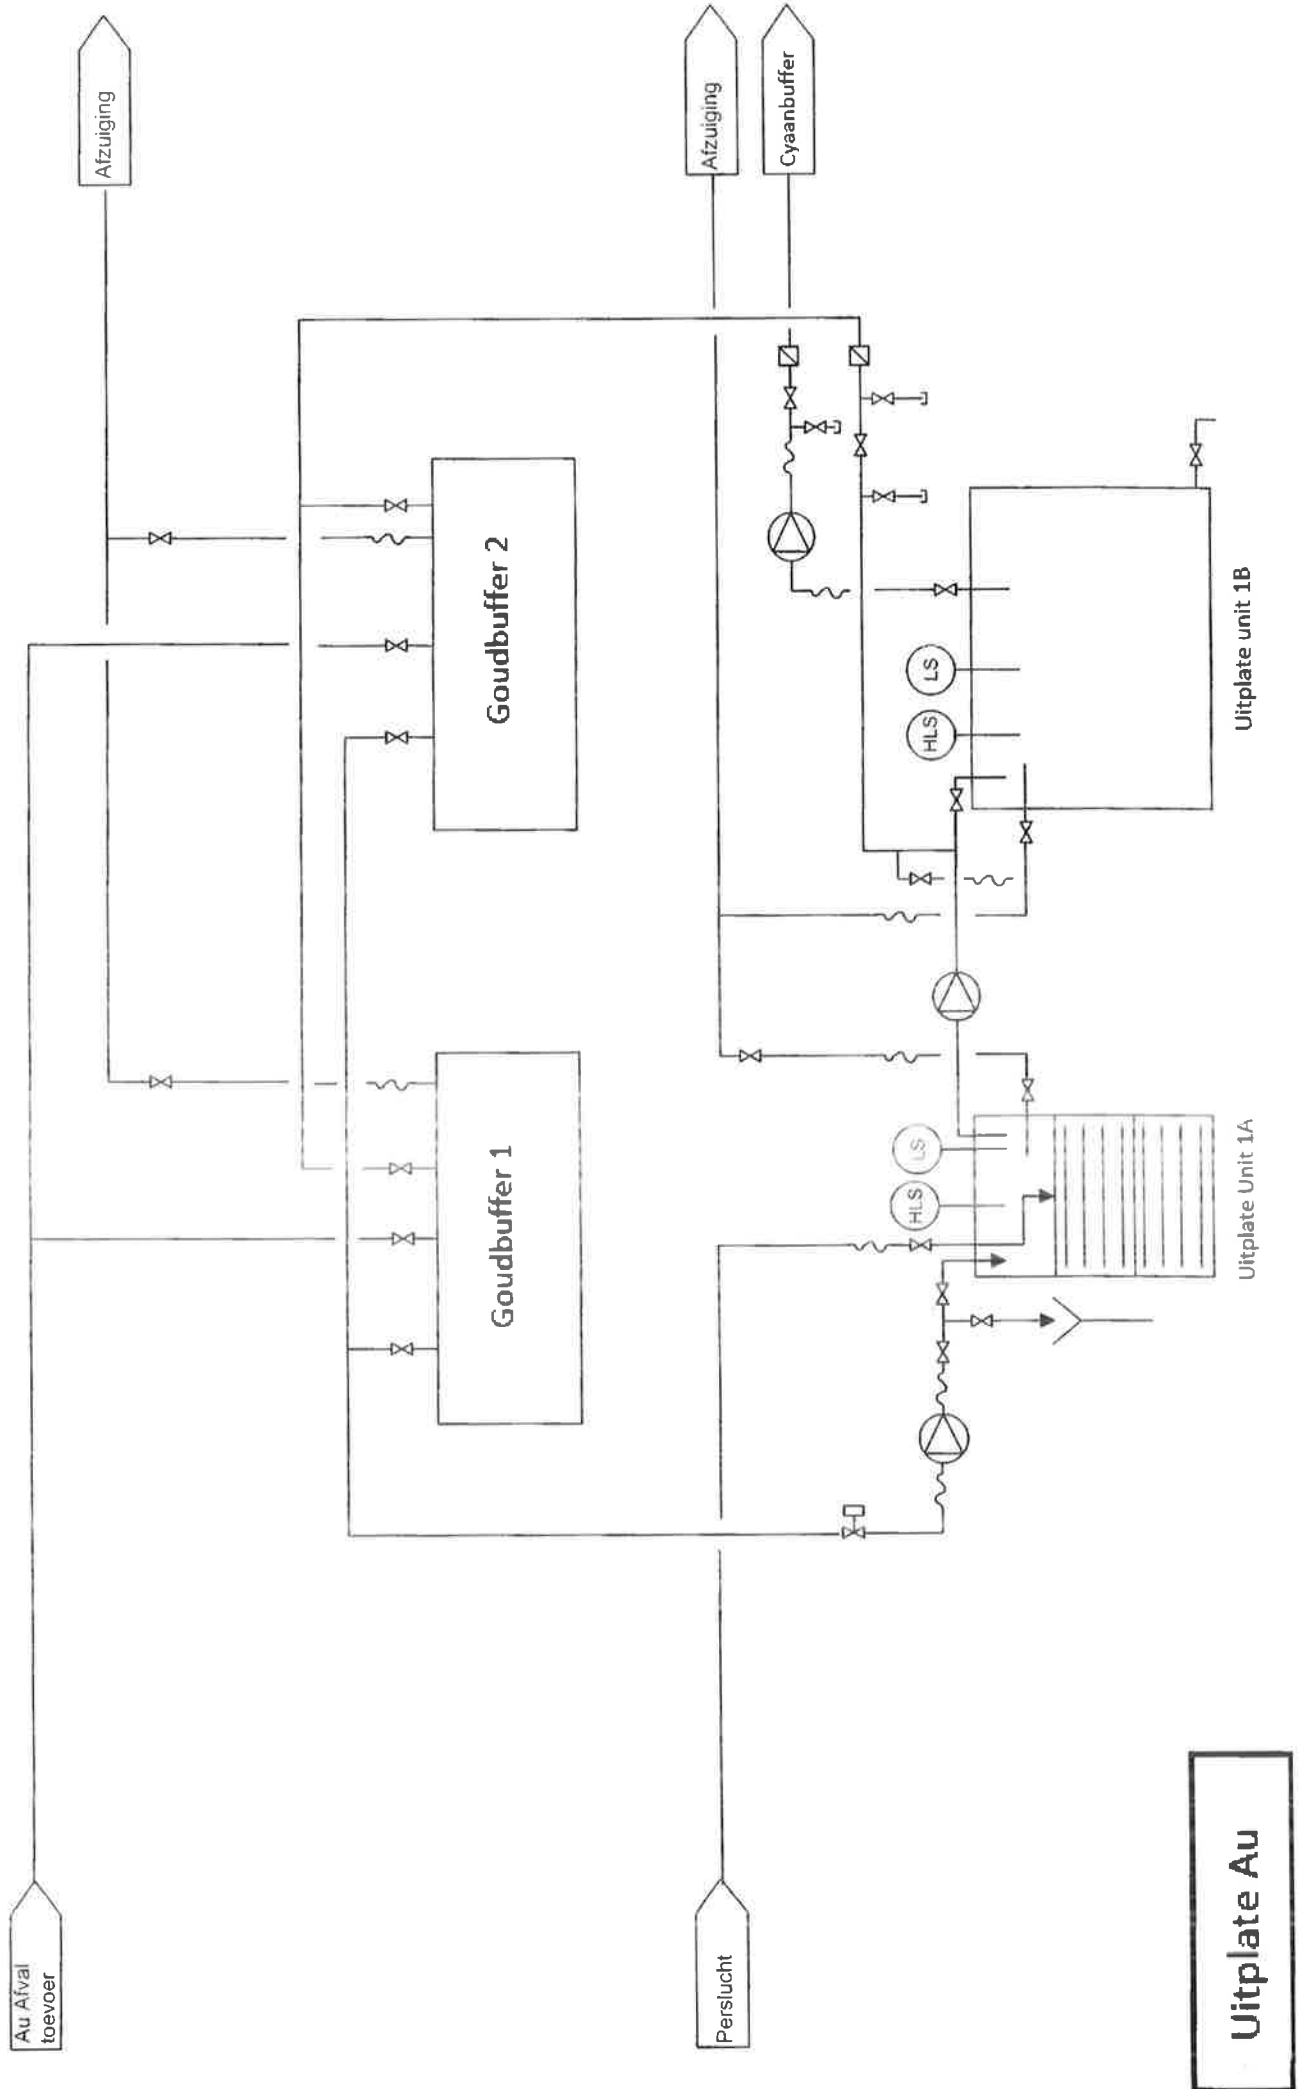 Au Afval
toevoer
Afzuiging
Goudbuffer 1
Goudbuffer 2
Perslucht
Afzuiging
Cyaanbuffer
HLS
LS
HLS
LS
Uitplate Unit 1A
Uitplate unit 1B
Uitplate Au